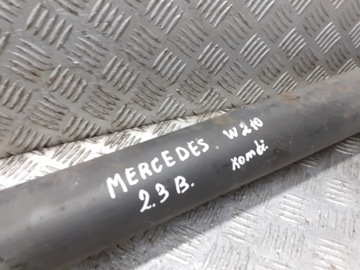 MERCEDES. W210
2.3 B. kombi.